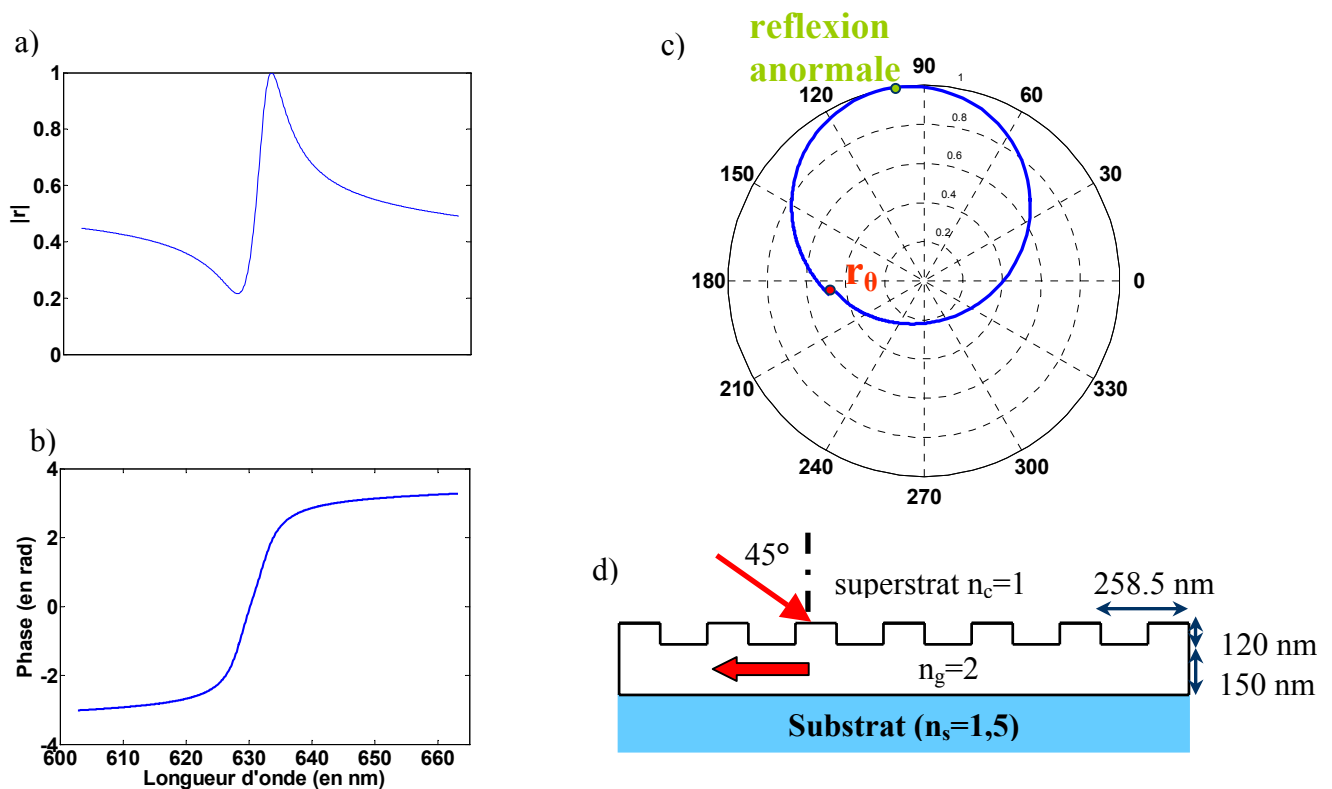 a)
1
0.8
0.6
0.4
0.2
0
|r|
b)
4
2
0
-2
-4
Phase (en rad)
600 610 620 630 640 650 660
Longueur d'onde (en nm)
c)
reflexion
anormale
90
120 60
150 30
180 0
210 330
240 300
270
1
0.8
0.6
0.4
0.2
rθ
d)
45°
superstrat nc=1
258.5 nm
120 nm
ng=2
150 nm
Substrat (ns=1,5)